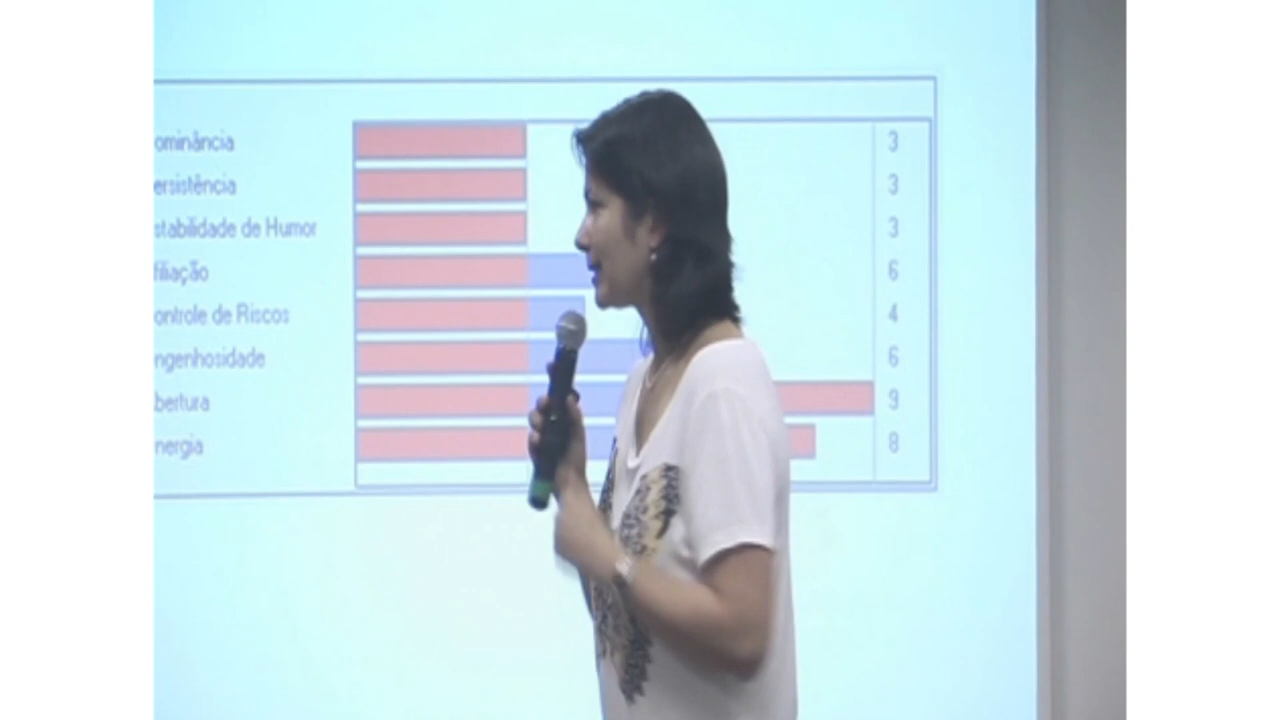 ominância 3
ersistência 3
stabilidade de Humor 3
filiação 6
ontrole de Riscos 4
ngenhosidade 6
bertura 9
nergia 8